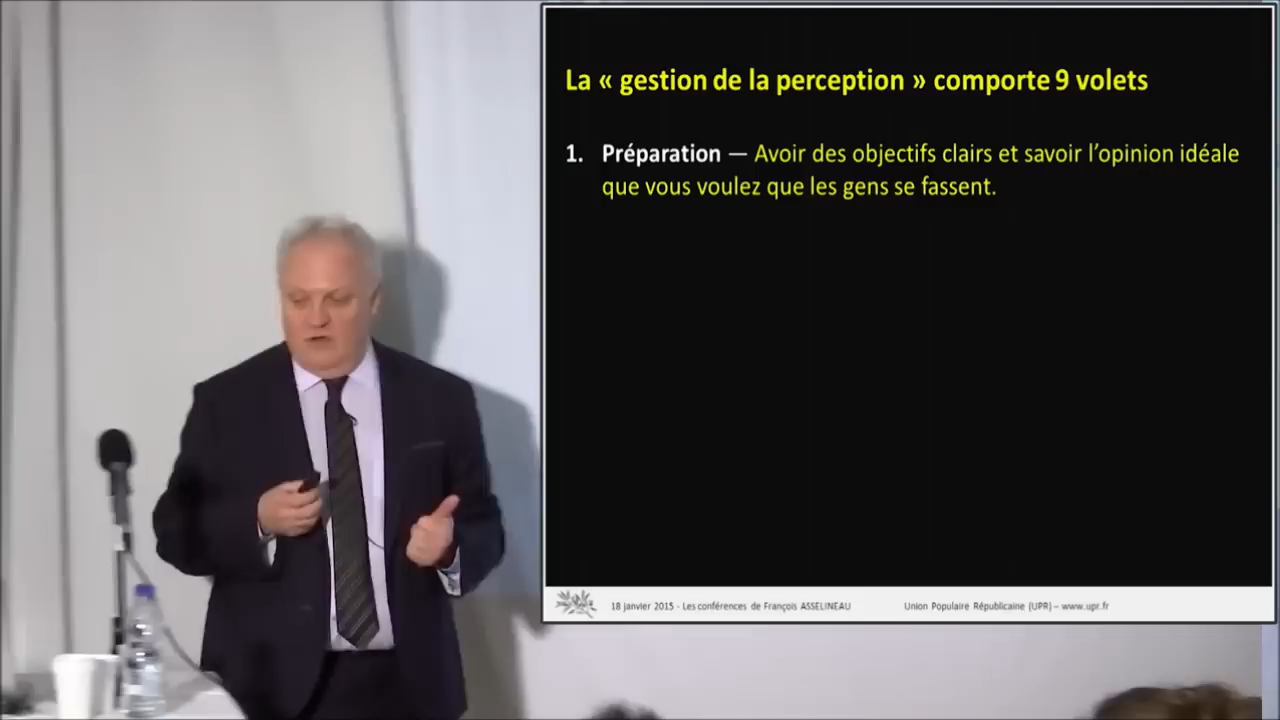 La « gestion de la perception » comporte 9 volets
1. Préparation — Avoir des objectifs clairs et savoir l’opinion idéale
que vous voulez que les gens se fassent.
18 janvier 2015 - Les conférences de François ASSELINEAU Union Populaire Républicaine (UPR) – www.upr.fr